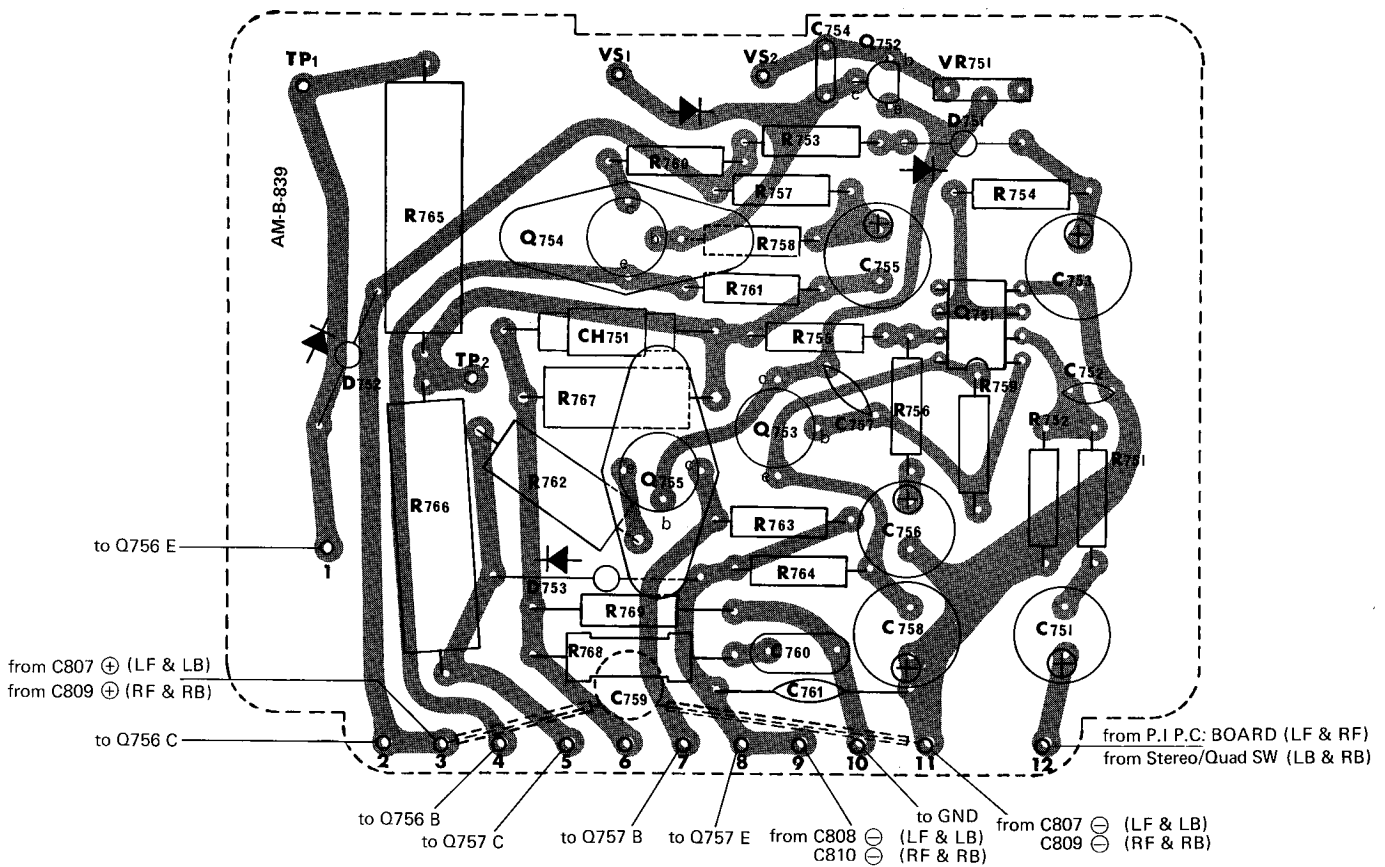 C754
Q752
b
TP1
VS1
VS2
VR751
c
e
D751
R753
R760
R757
R754
AM-B-839
R765
c
Q754
b
R758
C755
C753
e
R761
Q751
CH751
R755
TP2
D752
C752
R767
c
R759
R756
C757
R752
Q753
b
R751
R762
Q755
c
e
R766
b
R763
C756
to Q756 E
1
R764
D753
R769
C758
C751
R768
C760
from C807 ⊕ (LF & LB)
from C809 ⊕ (RF & RB)
C759
C761
to Q756 C
from P.I P.C. BOARD (LF & RF)
from Stereo/Quad SW (LB & RB)
2 3 4 5 6 7 8 9 10 11 12
to Q756 B
to Q757 C
to Q757 B
to Q757 E
to GND
from C808 ⊖ (LF & LB)
C810 ⊖ (RF & RB)
from C807 ⊖ (LF & LB)
C809 ⊖ (RF & RB)